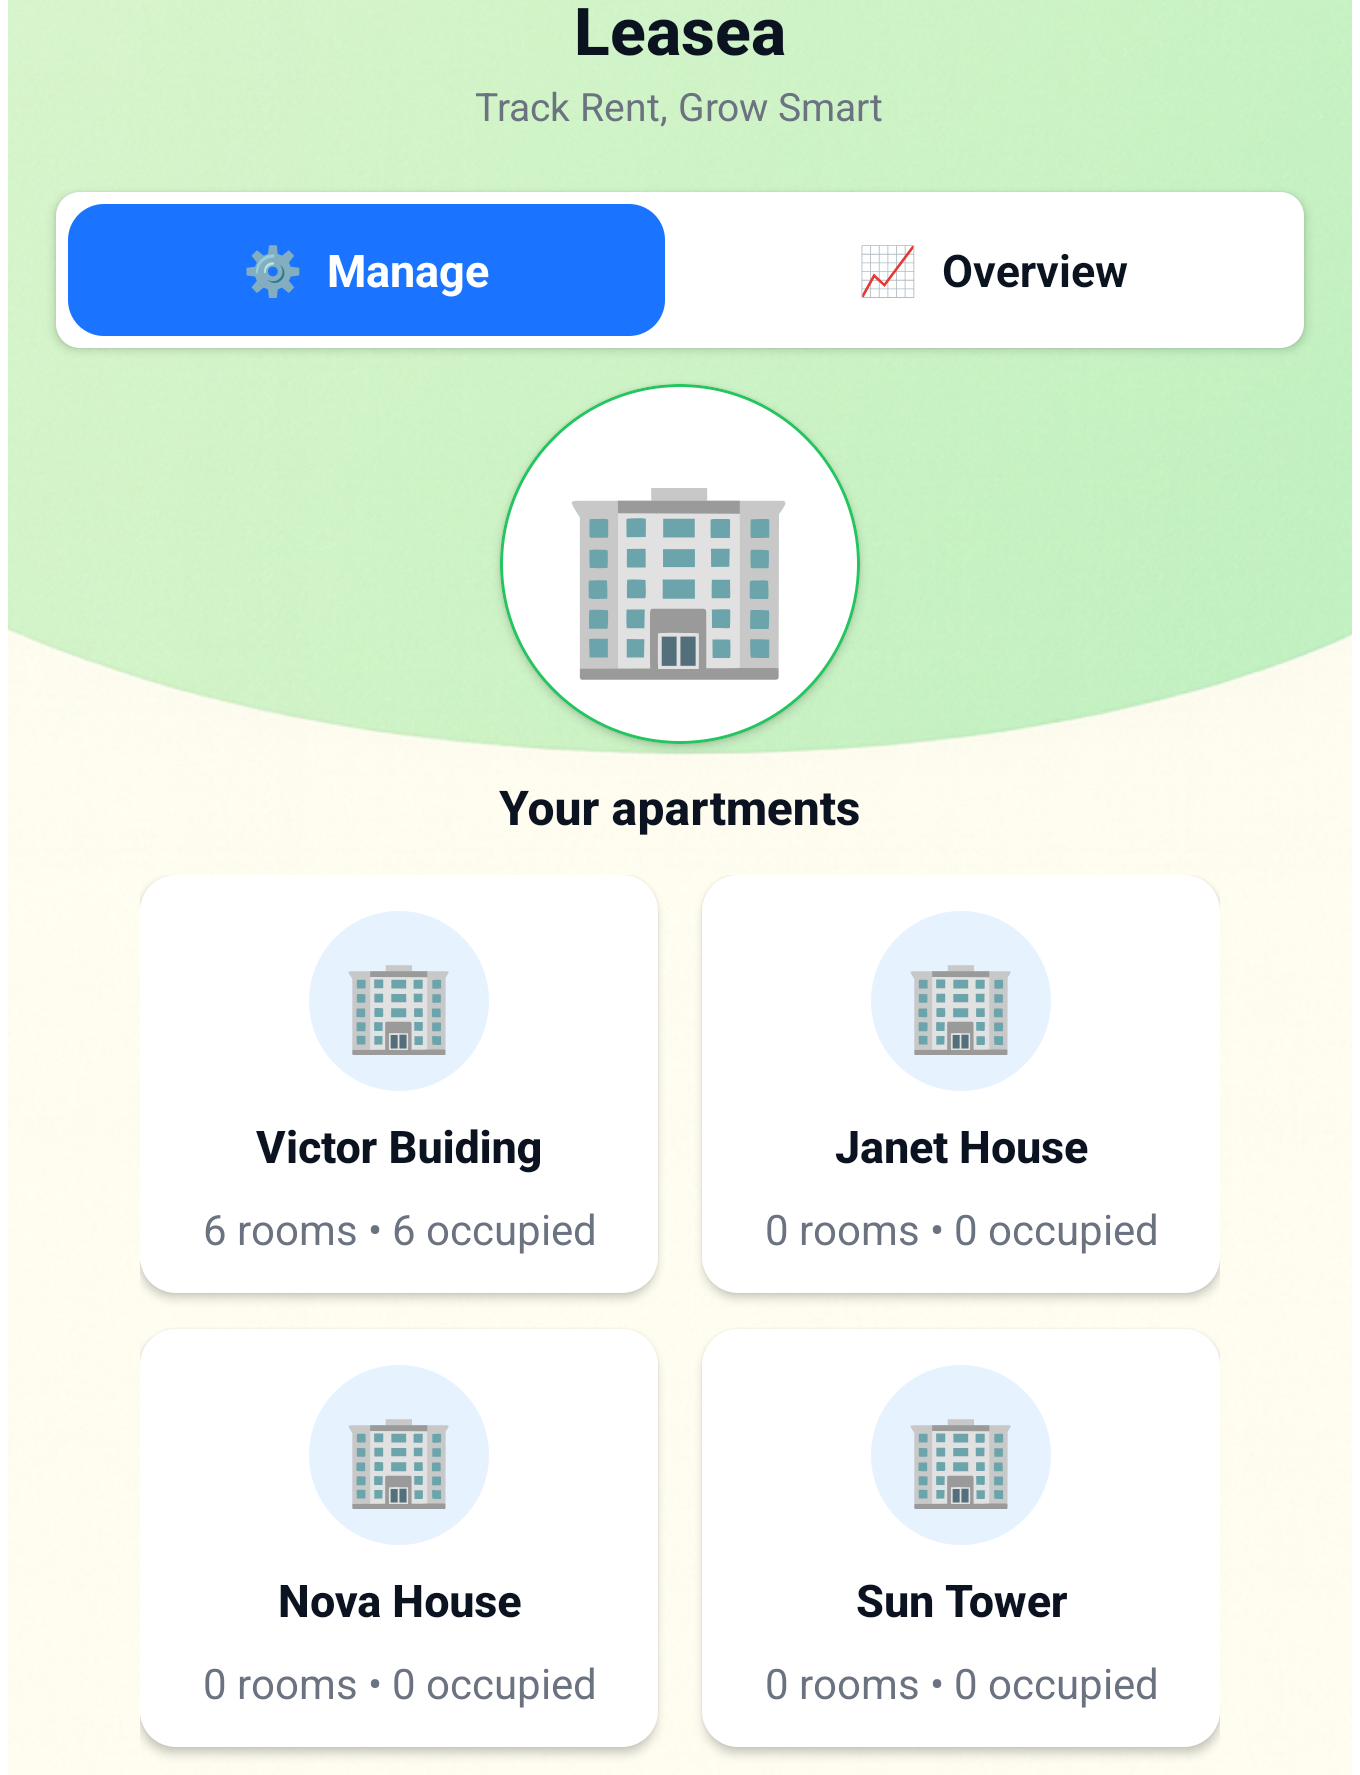 Leasea
Track Rent, Grow Smart
Manage
Overview
Your apartments
Victor Buiding
6 rooms • 6 occupied
Janet House
0 rooms • 0 occupied
Nova House
0 rooms • 0 occupied
Sun Tower
0 rooms • 0 occupied